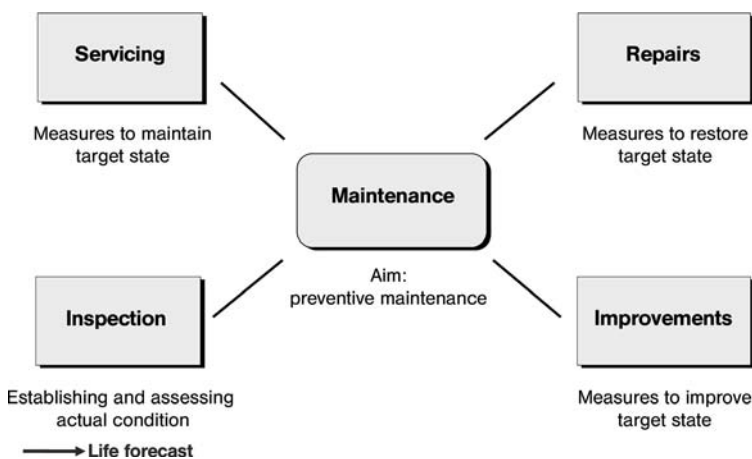 Servicing
Measures to maintain
target state
Repairs
Measures to restore
target state
Maintenance
Aim:
preventive maintenance
Inspection
Establishing and assessing
actual condition
Life forecast
Improvements
Measures to improve
target state